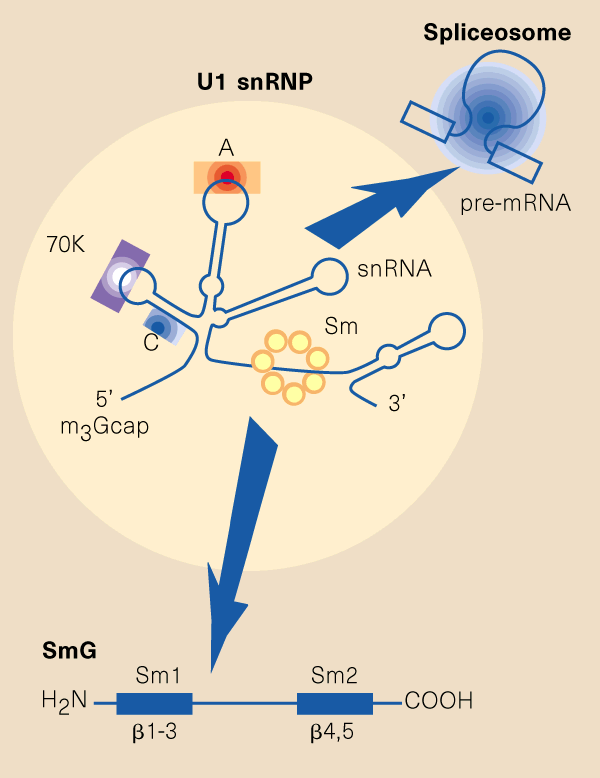 Spliceosome
U1 snRNP
A
pre-mRNA
70K
snRNA
Sm
C
5’
3’
m₃Gcap
SmG
Sm1
Sm2
H₂N
COOH
β1-3
β4,5